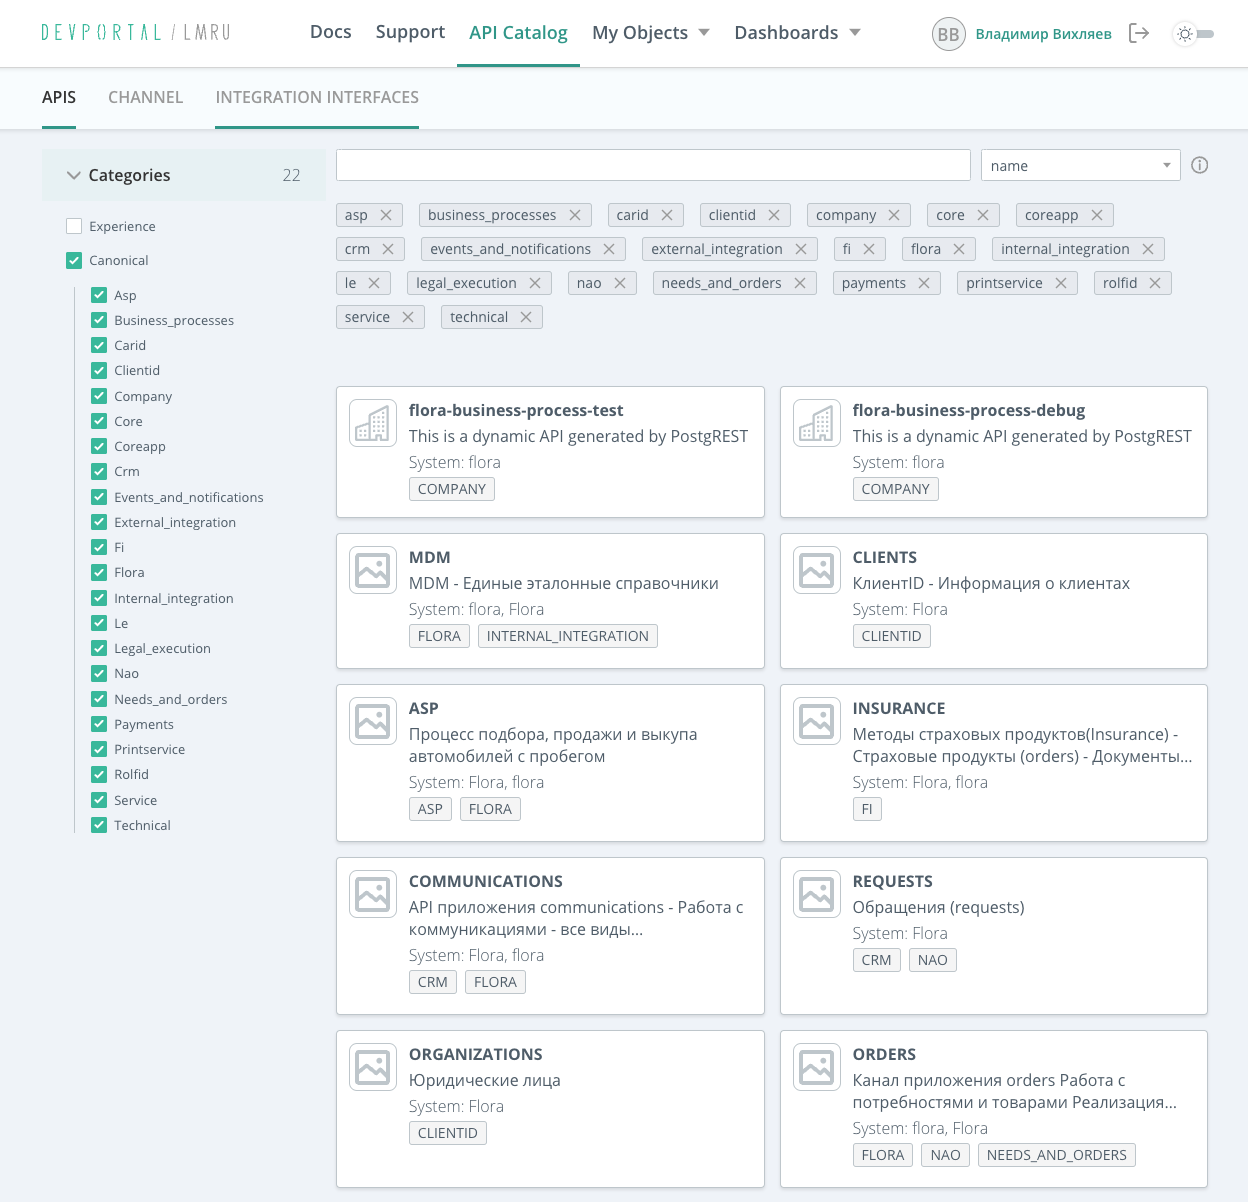 DEVPORTAL / LMRU
Docs
Support
API Catalog
My Objects
Dashboards
BB
Владимир Вихляев
APIS
CHANNEL
INTEGRATION INTERFACES
Categories
22
Experience
Canonical
Asp
Business_processes
Carid
Clientid
Company
Core
Coreapp
Crm
Events_and_notifications
External_integration
Fi
Flora
Internal_integration
Le
Legal_execution
Nao
Needs_and_orders
Payments
Printservice
Rolfid
Service
Technical
name
asp
business_processes
carid
clientid
company
core
coreapp
crm
events_and_notifications
external_integration
fi
flora
internal_integration
le
legal_execution
nao
needs_and_orders
payments
printservice
rolfid
service
technical
flora-business-process-test
This is a dynamic API generated by PostgREST
System: flora
COMPANY
flora-business-process-debug
This is a dynamic API generated by PostgREST
System: flora
COMPANY
MDM
MDM - Единые эталонные справочники
System: flora, Flora
FLORA
INTERNAL_INTEGRATION
CLIENTS
КлиентID - Информация о клиентах
System: Flora
CLIENTID
ASP
Процесс подбора, продажи и выкупа
автомобилей с пробегом
System: Flora, flora
ASP
FLORA
INSURANCE
Методы страховых продуктов(Insurance) -
Страховые продукты (orders) - Документы...
System: Flora, flora
FI
COMMUNICATIONS
API приложения communications - Работа с
коммуникациями - все виды...
System: Flora, flora
CRM
FLORA
REQUESTS
Обращения (requests)
System: Flora
CRM
NAO
ORGANIZATIONS
Юридические лица
System: Flora
CLIENTID
ORDERS
Канал приложения orders Работа с
потребностями и товарами Реализация...
System: flora, Flora
FLORA
NAO
NEEDS_AND_ORDERS